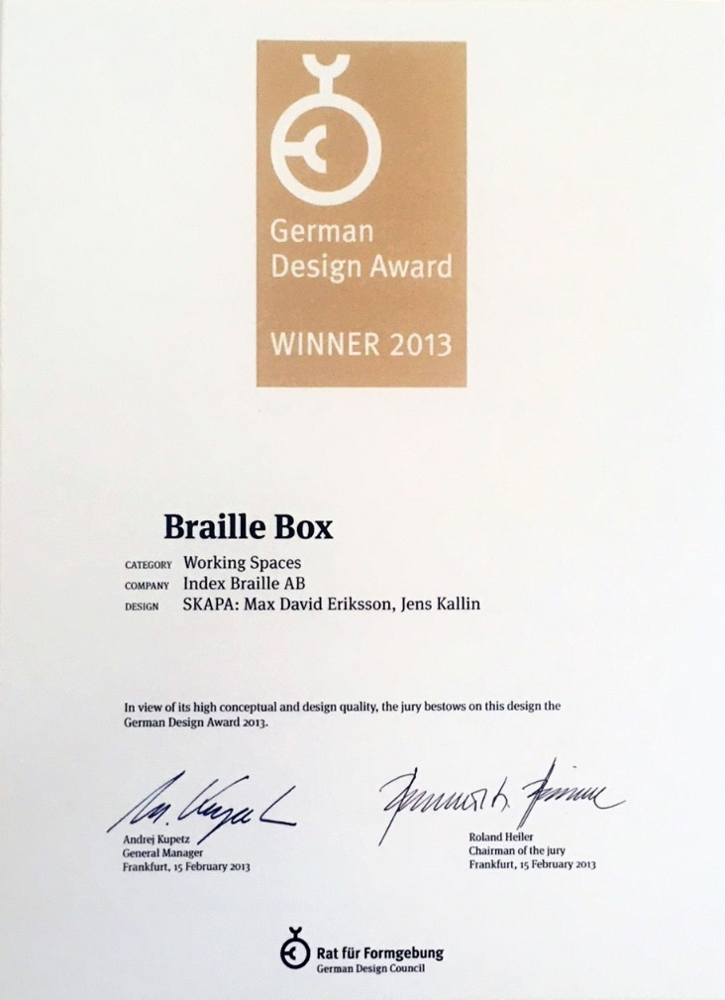 German
Design Award
WINNER 2013
Braille Box
CATEGORY Working Spaces
COMPANY Index Braille AB
DESIGN SKAPA: Max David Eriksson, Jens Kallin
In view of its high conceptual and design quality, the jury bestows on this design the
German Design Award 2013.
Andrej Kupetz
General Manager
Frankfurt, 15 February 2013
Roland Heiler
Chairman of the jury
Frankfurt, 15 February 2013
Rat für Formgebung
German Design Council